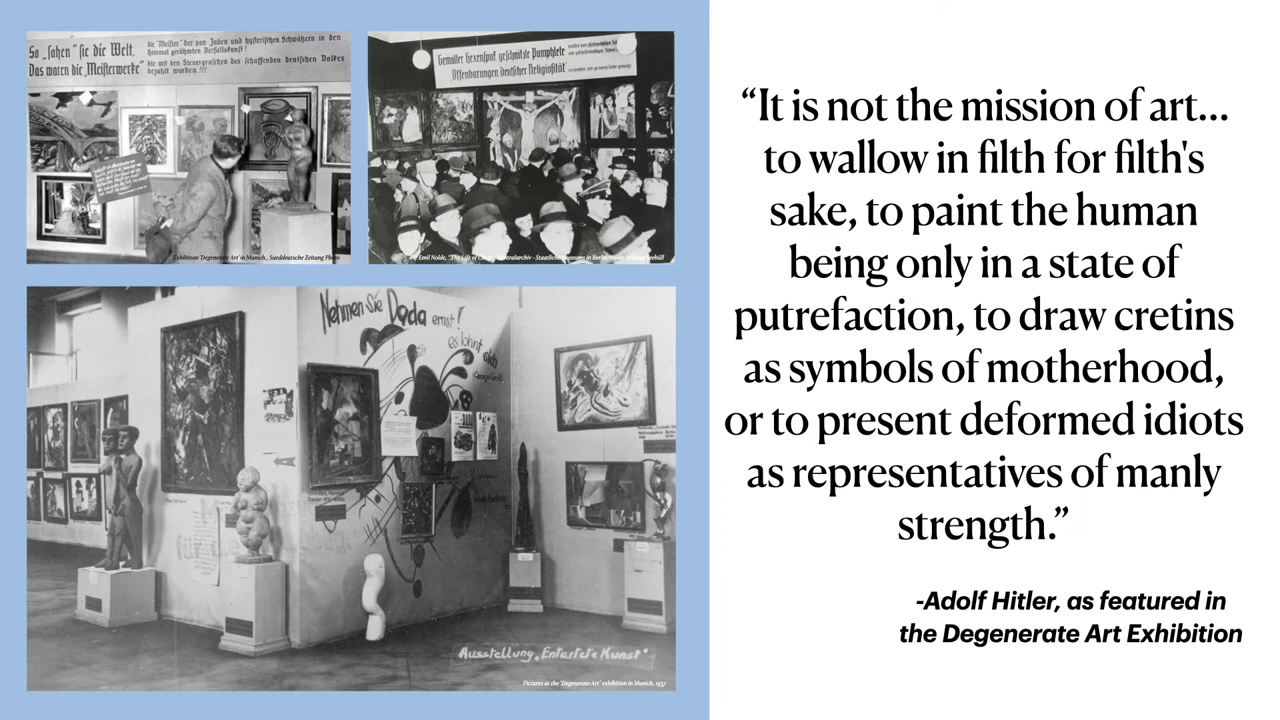 So „sahen" sie die Welt,
Das waren die „Meisterwerke"
die "Meister" der von Juden und hysterischen Schwätzern in den
Himmel gerühmten Verfallskunst!
die mit den Steuergroschen des schaffenden deutschen Volkes
bezahlt wurden !!!
Exhibition 'Degenerate Art' in Munich., Sueddeutsche Zeitung Photo
Gemalter Hexenspuk, geschnitzte Pamphlete
„Offenbarungen deutscher Religiosität"
Emil Nolde, "The Life of
Nehmen Sie Dada ernst!
es lohnt sich
Ausstellung „Entartete Kunst"
Pictures at the "Degenerate Art" exhibition in Munich, 1937
“It is not the mission of art...
to wallow in filth for filth's
sake, to paint the human
being only in a state of
putrefaction, to draw cretins
as symbols of motherhood,
or to present deformed idiots
as representatives of manly
strength.”
-Adolf Hitler, as featured in
the Degenerate Art Exhibition